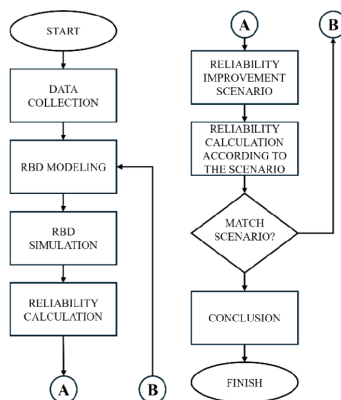 START
DATA
COLLECTION
RBD MODELING
RBD
SIMULATION
RELIABILITY
CALCULATION
A
B
A
B
RELIABILITY
IMPROVEMENT
SCENARIO
RELIABILITY
CALCULATION
ACCORDING TO
THE SCENARIO
MATCH
SCENARIO?
CONCLUSION
FINISH